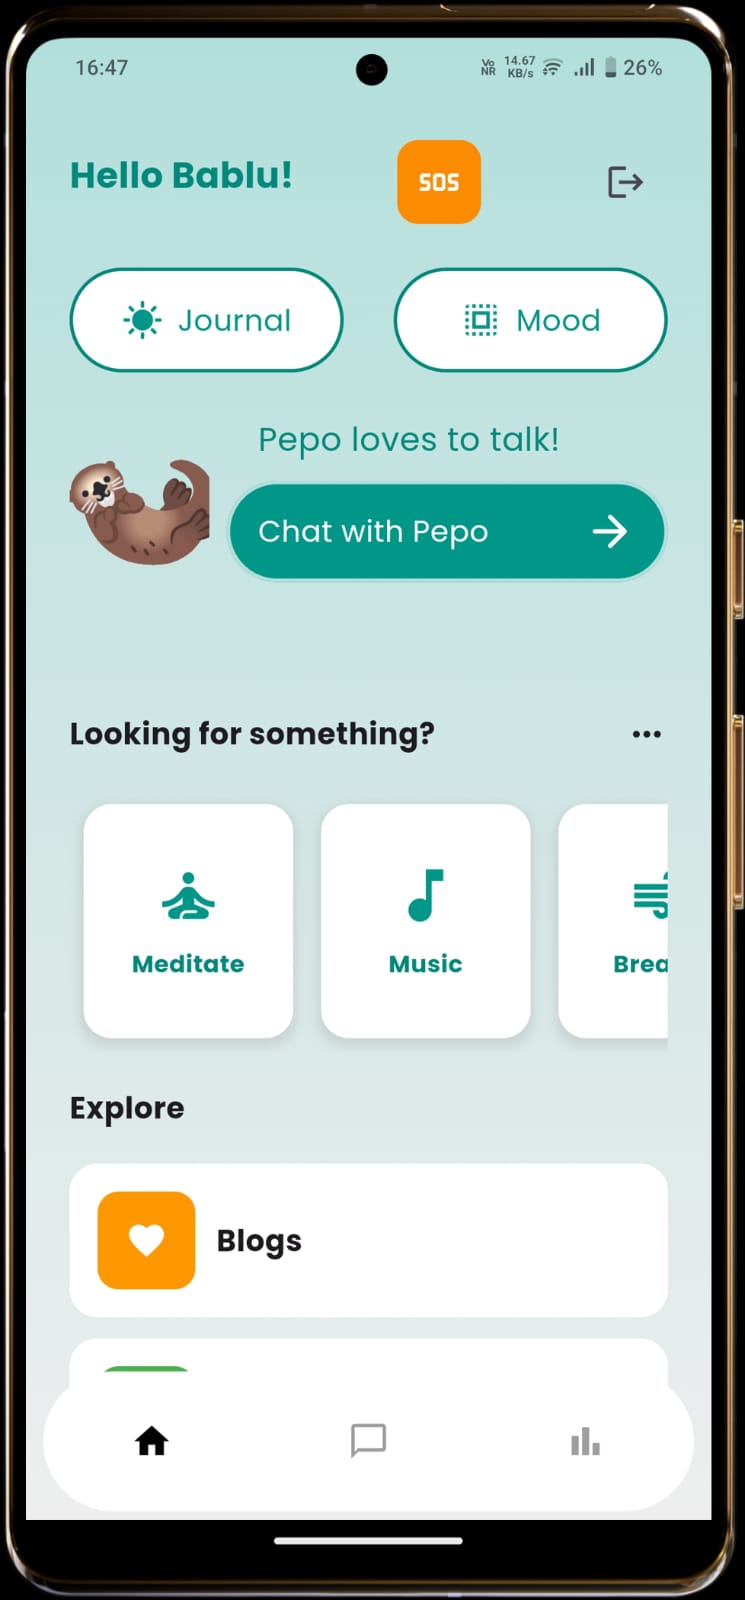 16:47
Vo
NR
14.67
KB/s
26%
Hello Bablu!
SOS
Journal
Mood
Pepo loves to talk!
Chat with Pepo
Looking for something?
Meditate
Music
Brea
Explore
Blogs